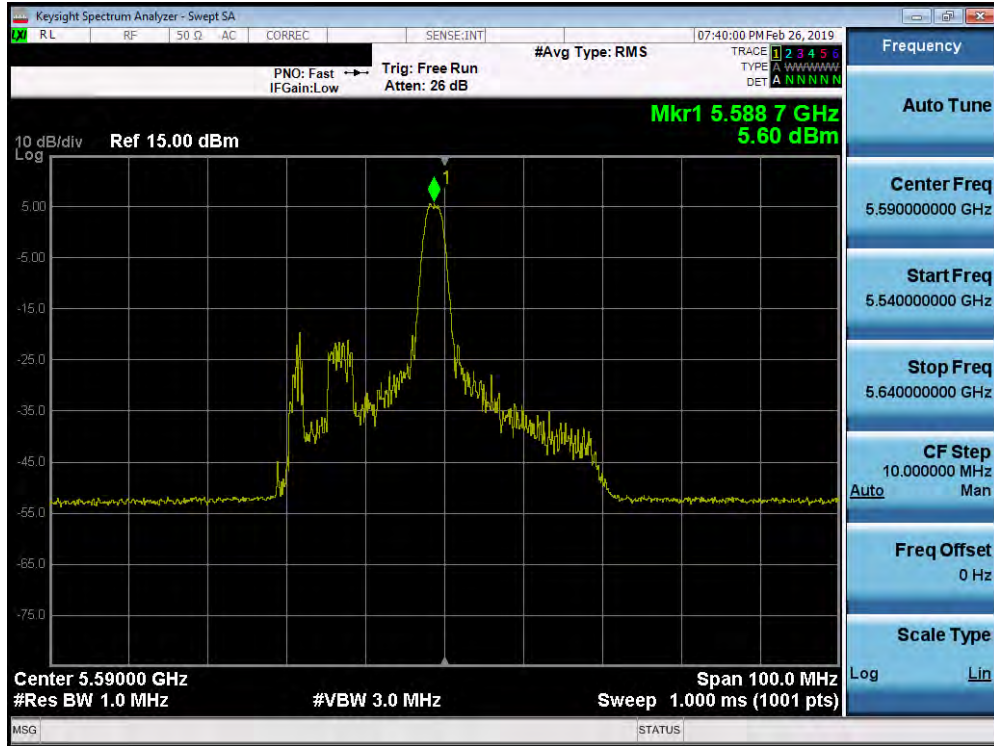 Keysight Spectrum Analyzer - Swept SA
LXI RL RF 50 Ω AC CORREC SENSE:INT 07:40:00 PM Feb 26, 2019
#Avg Type: RMS
TRACE 1 2 3 4 5 6
PNO: Fast Trig: Free Run
TYPE A WWWWW
IFGain:Low Atten: 26 dB
DET A N N N N N
Mkr1 5.588 7 GHz
5.60 dBm
10 dB/div Ref 15.00 dBm
Log
1
5.00
-5.00
-15.0
-25.0
-35.0
-45.0
-55.0
-65.0
-75.0
Center 5.59000 GHz Span 100.0 MHz
#Res BW 1.0 MHz #VBW 3.0 MHz Sweep 1.000 ms (1001 pts)
MSG STATUS
Frequency
Auto Tune
Center Freq
5.590000000 GHz
Start Freq
5.540000000 GHz
Stop Freq
5.640000000 GHz
CF Step
10.000000 MHz
Auto Man
Freq Offset
0 Hz
Scale Type
Log Lin